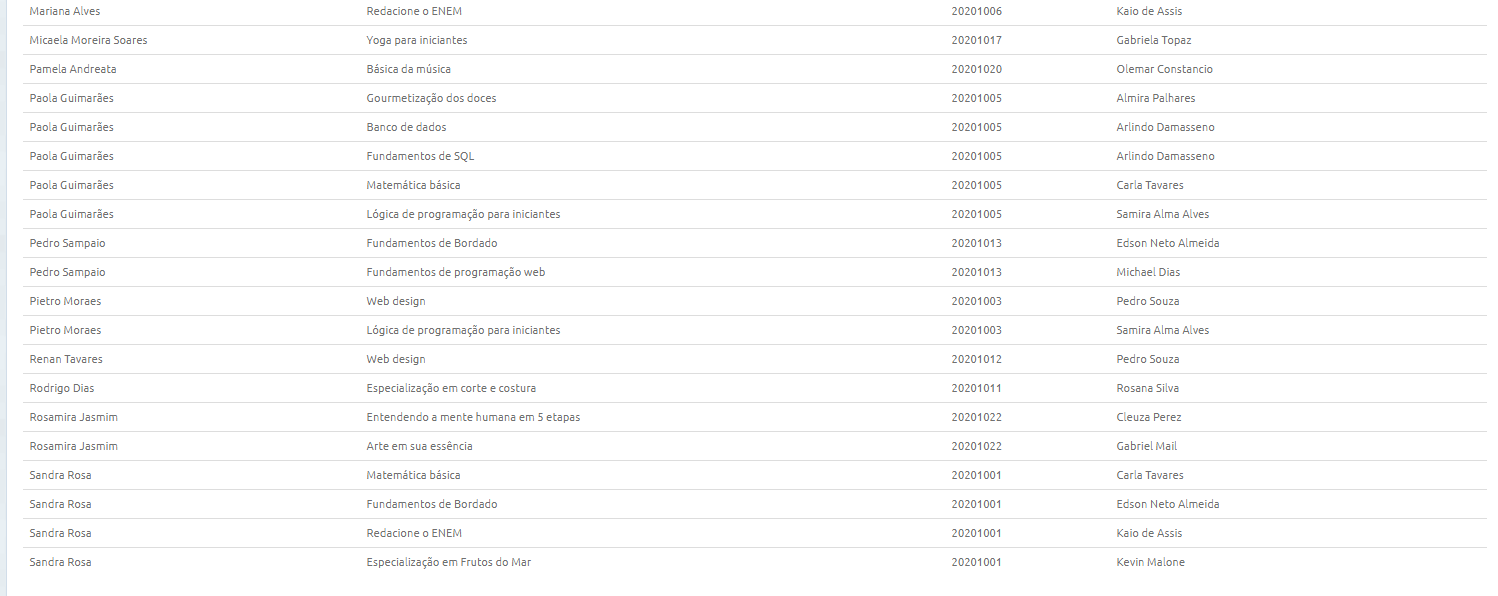 Mariana Alves Redacione o ENEM 20201006 Kaio de Assis
Micaela Moreira Soares Yoga para iniciantes 20201017 Gabriela Topaz
Pamela Andreata Básica da música 20201020 Olemar Constancio
Paola Guimarães Gourmetização dos doces 20201005 Almira Palhares
Paola Guimarães Banco de dados 20201005 Arlindo Damasseno
Paola Guimarães Fundamentos de SQL 20201005 Arlindo Damasseno
Paola Guimarães Matemática básica 20201005 Carla Tavares
Paola Guimarães Lógica de programação para iniciantes 20201005 Samira Alma Alves
Pedro Sampaio Fundamentos de Bordado 20201013 Edson Neto Almeida
Pedro Sampaio Fundamentos de programação web 20201013 Michael Dias
Pietro Moraes Web design 20201003 Pedro Souza
Pietro Moraes Lógica de programação para iniciantes 20201003 Samira Alma Alves
Renan Tavares Web design 20201012 Pedro Souza
Rodrigo Dias Especialização em corte e costura 20201011 Rosana Silva
Rosamira Jasmim Entendendo a mente humana em 5 etapas 20201022 Cleuza Perez
Rosamira Jasmim Arte em sua essência 20201022 Gabriel Mail
Sandra Rosa Matemática básica 20201001 Carla Tavares
Sandra Rosa Fundamentos de Bordado 20201001 Edson Neto Almeida
Sandra Rosa Redacione o ENEM 20201001 Kaio de Assis
Sandra Rosa Especialização em Frutos do Mar 20201001 Kevin Malone